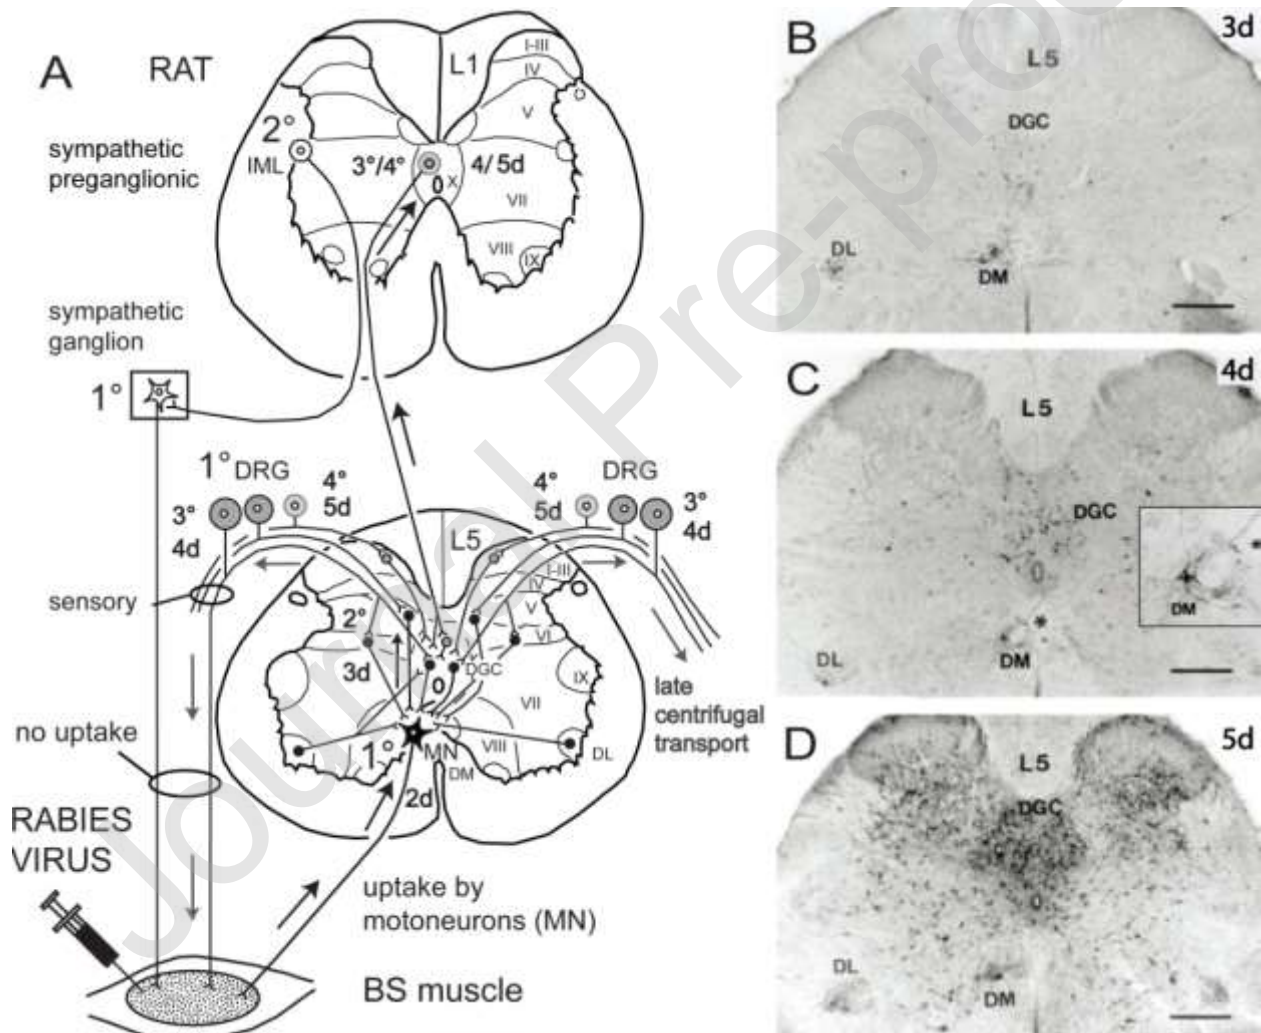 A
RAT
L1
I-III
IV
V
2°
IML
sympathetic
preganglionic
3°/4°
4/5d
X
VII
VIII
IX
sympathetic
ganglion
1°
1° DRG
4°
5d
3°
4d
DRG
4°
5d
3°
4d
L5
I-III
IV
V
VI
sensory
2°
3d
DGC
0
IX
VII
late
centrifugal
transport
no uptake
1°
MN
VIII
DL
DM
2d
RABIES
VIRUS
uptake by
motoneurons (MN)
BS muscle
B
3d
L5
DGC
DL
DM
C
4d
L5
DGC
DM
*
DM
DL
D
5d
L5
DGC
DL
DM
Journal Pre-proo